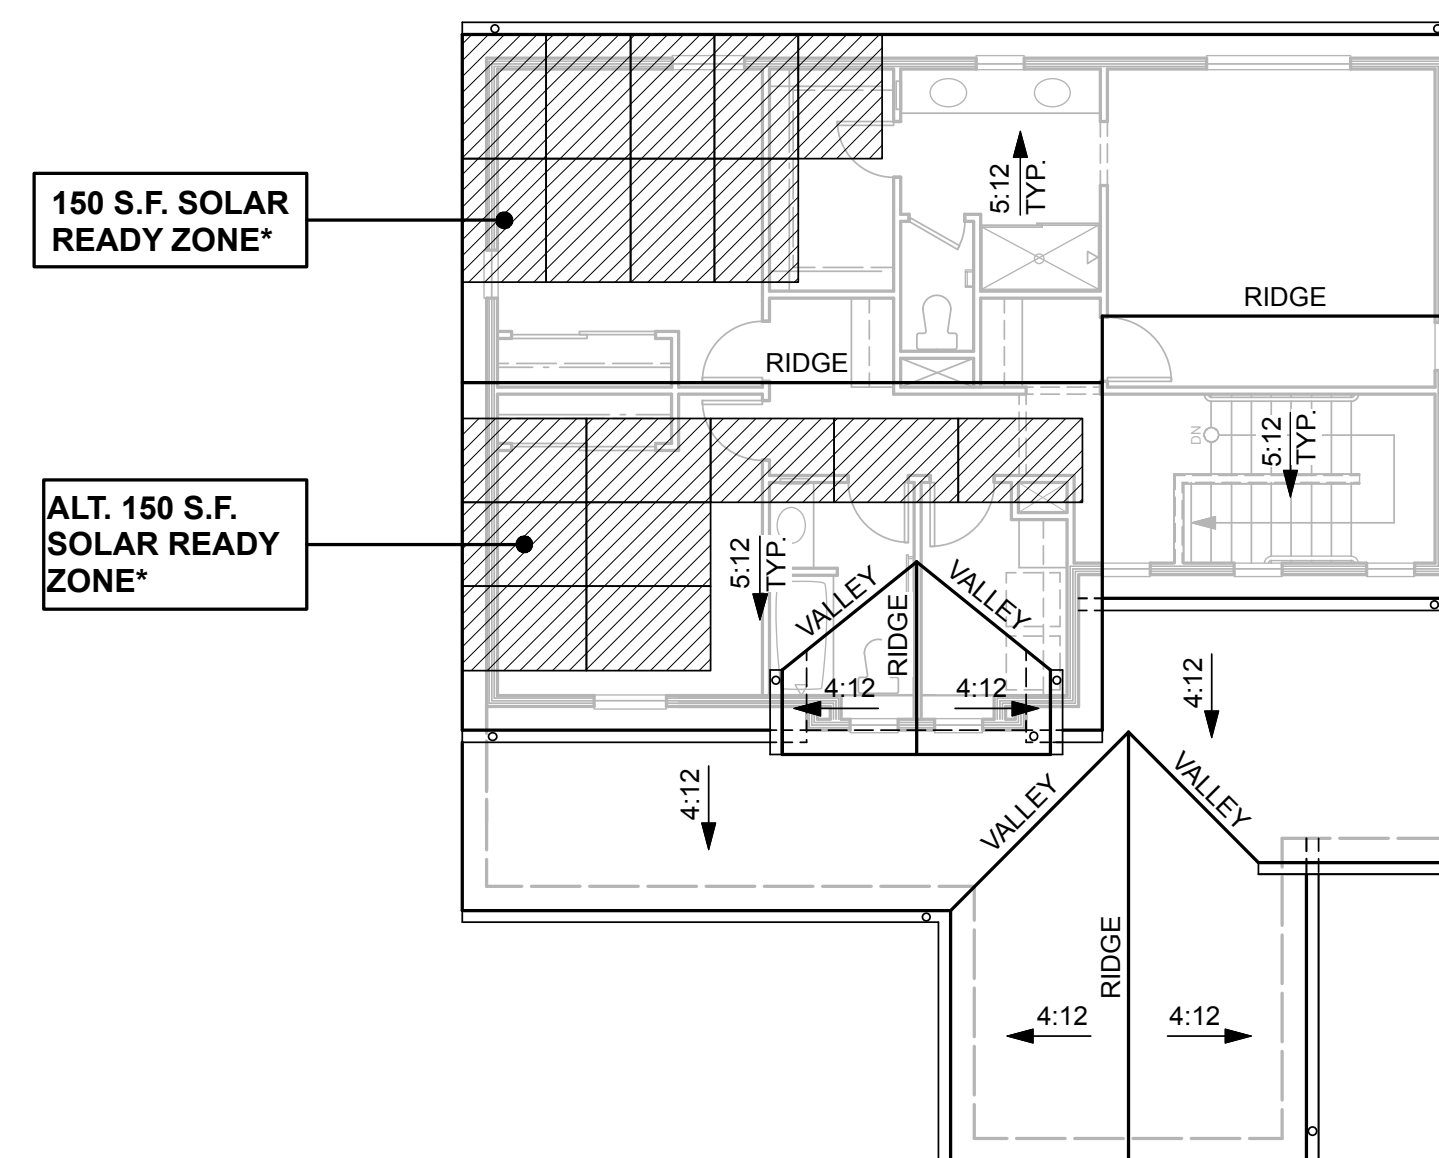 150 S.F. SOLAR
READY ZONE*
5:12
TYP.
RIDGE
RIDGE
DN
5:12
TYP.
ALT. 150 S.F.
SOLAR READY
ZONE*
5:12
TYP.
VALLEY
VALLEY
RIDGE
4:12
4:12
4:12
4:12
VALLEY
VALLEY
RIDGE
4:12
4:12